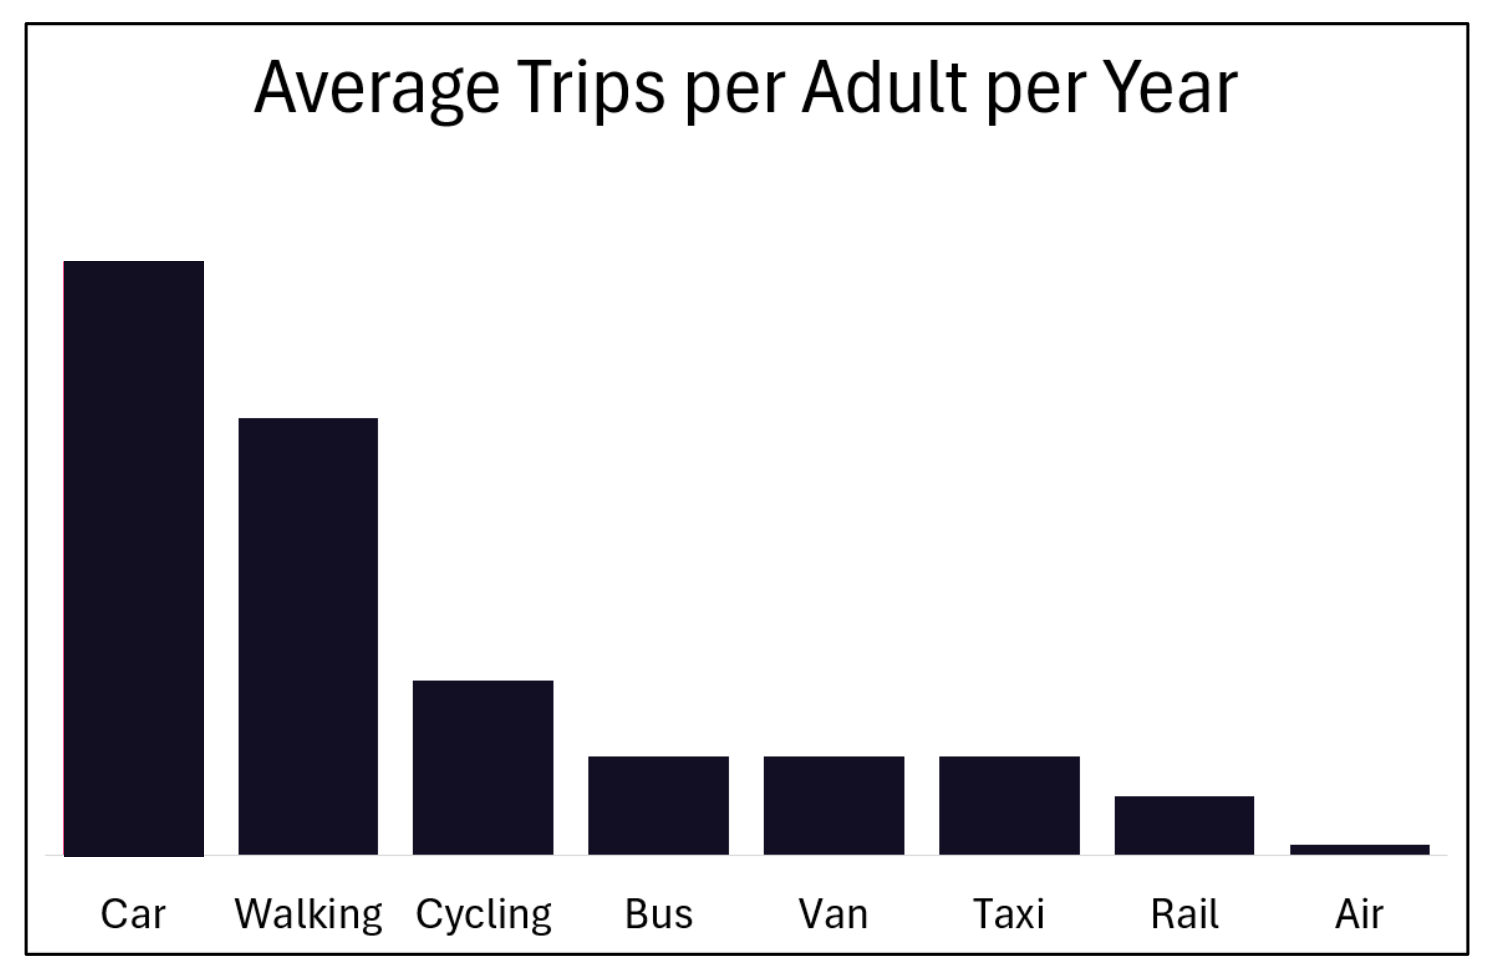 Average Trips per Adult per Year
Car Walking Cycling Bus Van Taxi Rail Air